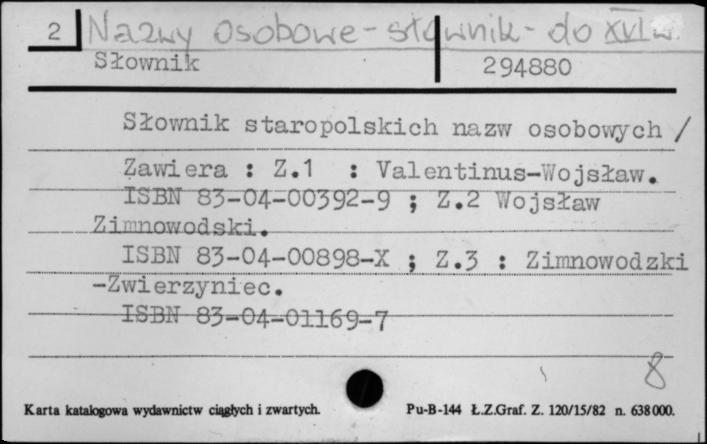 2 Nazwy osobowe - słownik - do XVI w.
Słownik 294880
Słownik staropolskich nazw osobowych /
Zawiera : Z.1 : Valentinus-Wojsław.
ISBN 83-04-00392-9 ; Z.2 Wojsław
Zimnowodski.
ISBN 83-04-00898-X ; Z.3 : Zimnowodzki
-Zwierzyniec.
ISBN 83-04-01169-7
8
Karta katalogowa wydawnictw ciągłych i zwartych. Pu-B-144 Ł.Z.Graf. Z. 120/15/82 n. 638000.